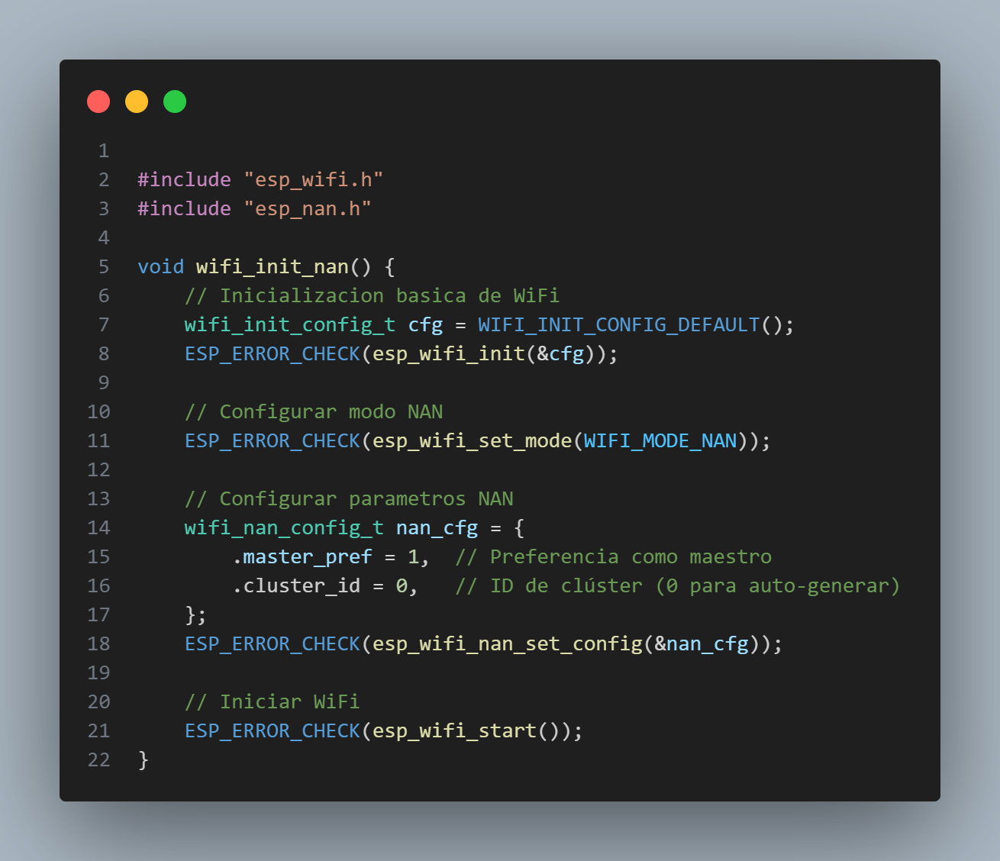 1
2 #include "esp_wifi.h"
3 #include "esp_nan.h"
4
5 void wifi_init_nan() {
6     // Inicializacion basica de WiFi
7     wifi_init_config_t cfg = WIFI_INIT_CONFIG_DEFAULT();
8     ESP_ERROR_CHECK(esp_wifi_init(&cfg));
9
10     // Configurar modo NAN
11     ESP_ERROR_CHECK(esp_wifi_set_mode(WIFI_MODE_NAN));
12
13     // Configurar parametros NAN
14     wifi_nan_config_t nan_cfg = {
15         .master_pref = 1,  // Preferencia como maestro
16         .cluster_id = 0,   // ID de clúster (0 para auto-generar)
17     };
18     ESP_ERROR_CHECK(esp_wifi_nan_set_config(&nan_cfg));
19
20     // Iniciar WiFi
21     ESP_ERROR_CHECK(esp_wifi_start());
22 }